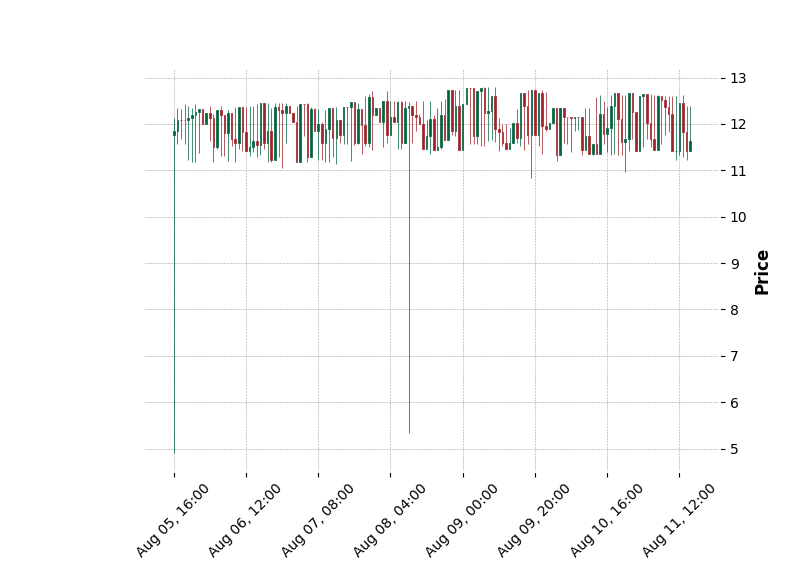 13
12
11
10
9
8
7
6
5
Price
Aug 05, 16:00
Aug 06, 12:00
Aug 07, 08:00
Aug 08, 04:00
Aug 09, 00:00
Aug 09, 20:00
Aug 10, 16:00
Aug 11, 12:00